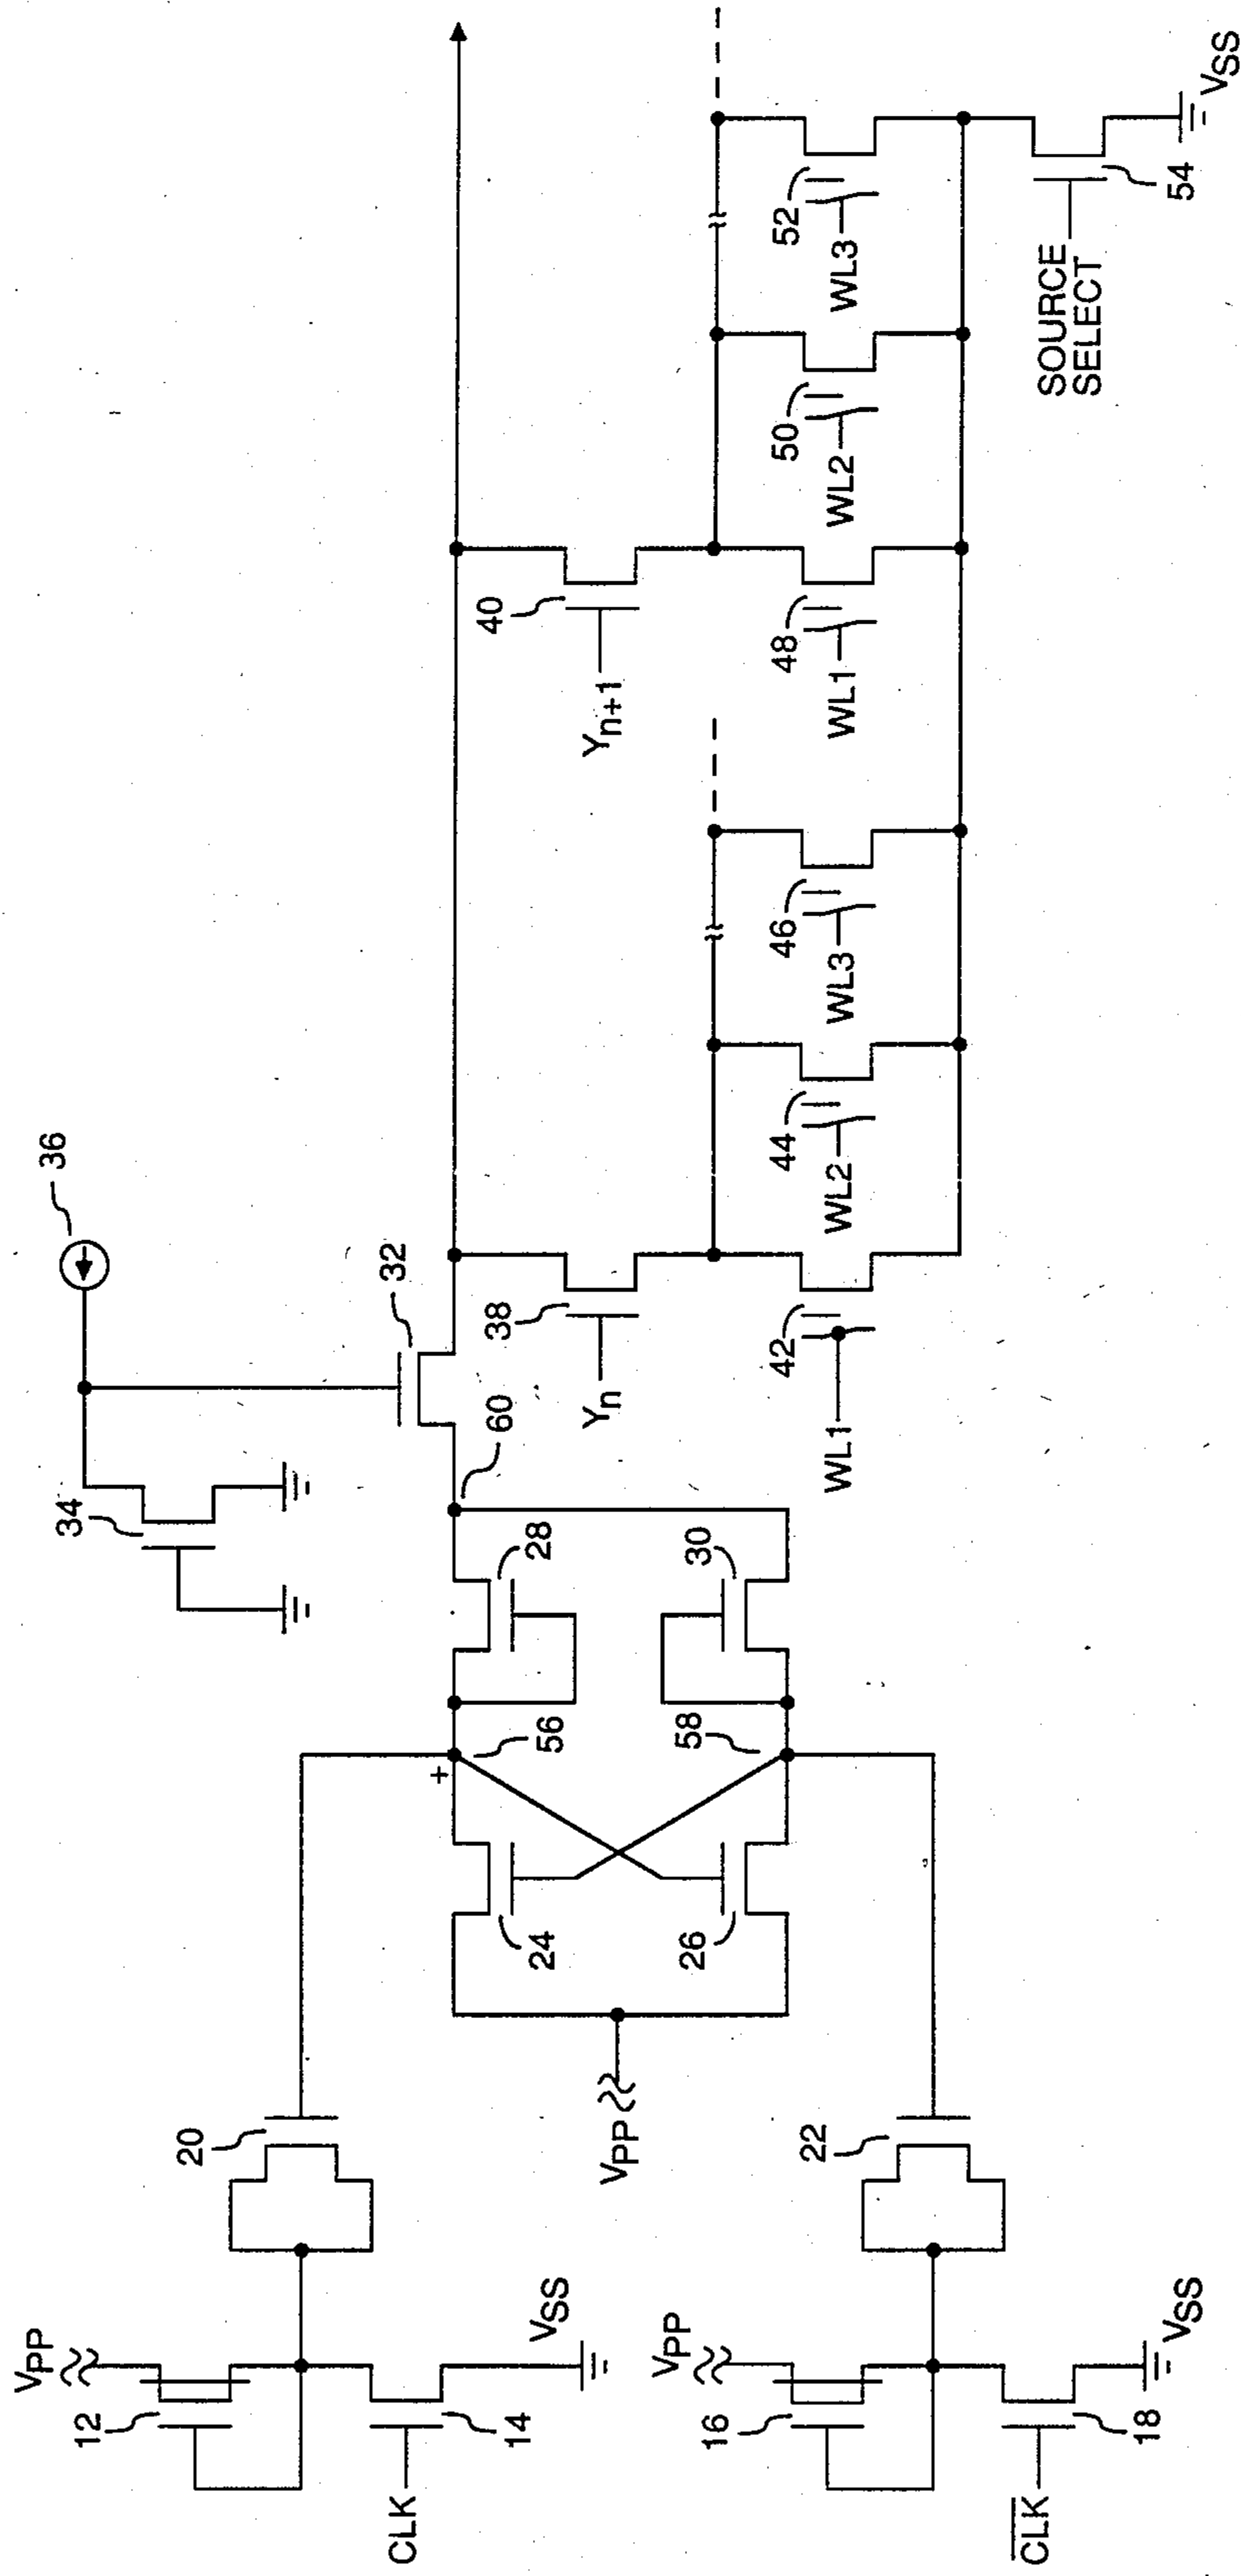 VPP
12
14
CLK
VSS
20
VPP
16
18
CLK
VSS
22
VPP
24
26
56
58
28
30
60
34
36
32
38
Yn
42
WL1
44
WL2
46
WL3
40
Yn+1
48
WL1
50
WL2
52
WL3
SOURCE
SELECT
54
VSS
+